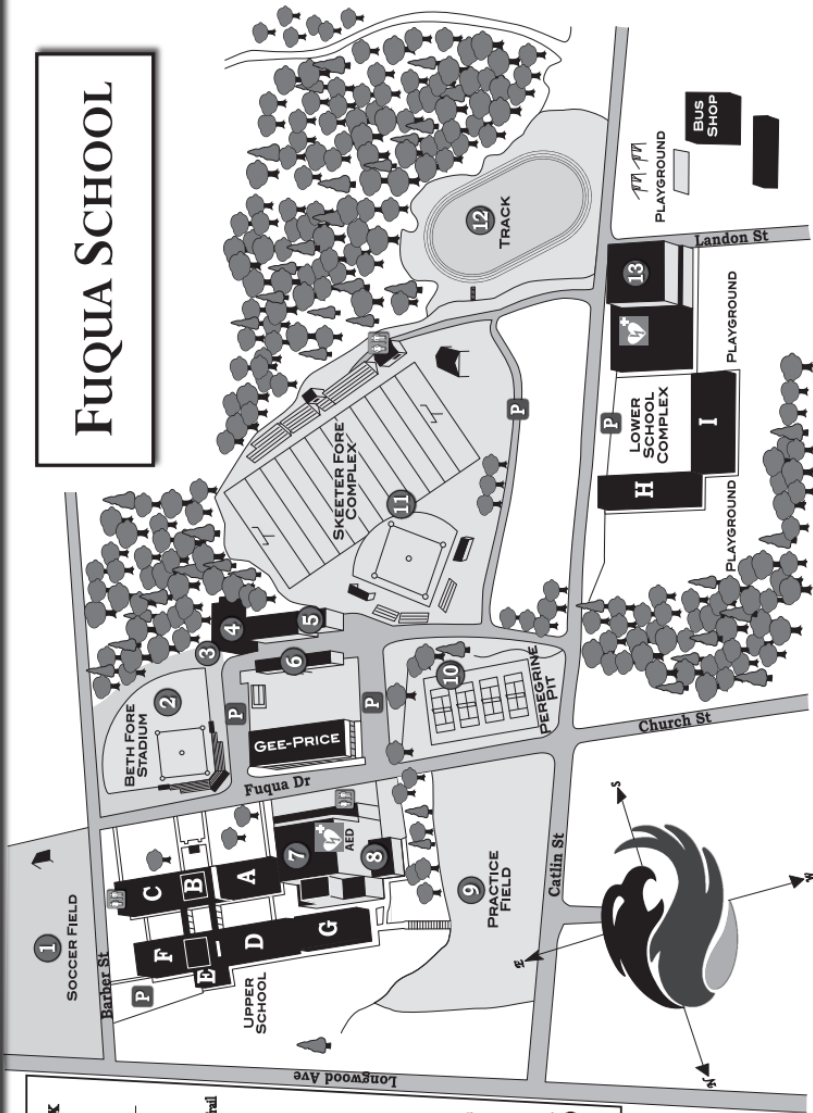 FUQUA SCHOOL
1
SOCCER FIELD
Barber St
P
F
E
D
G
C
B
A
UPPER
SCHOOL
Longwood Ave
2
BETH FORE
STADIUM
3
4
5
6
P
P
GEE-PRICE
Fuqua Dr
7
AED
8
9
PRACTICE
FIELD
10
PEREGRINE
PIT
Catlin St
Church St
SKEETER FORE
COMPLEX
11
12
TRACK
P
P
LOWER
SCHOOL
COMPLEX
H
I
13
PLAYGROUND
PLAYGROUND
PLAYGROUND
Landon St
BUS
SHOP
N
E
S
W